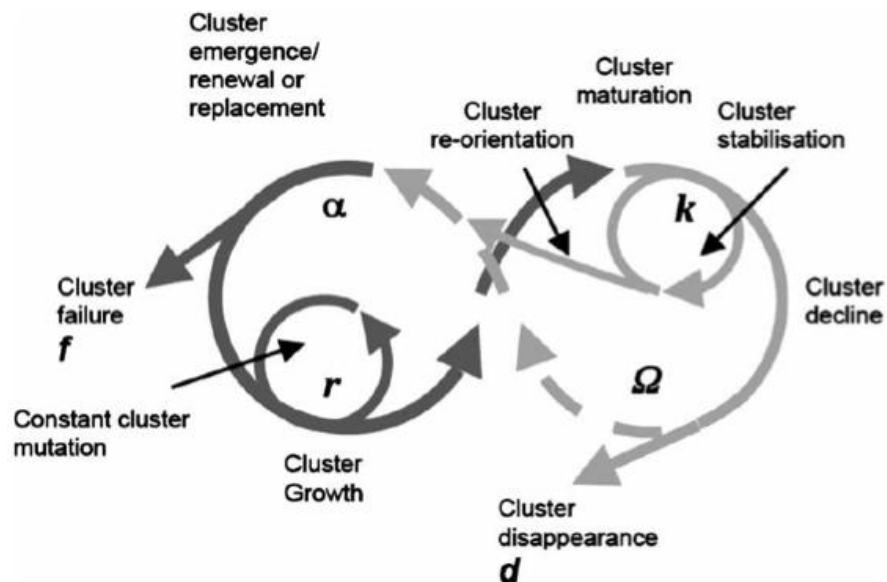 Cluster
emergence/
renewal or
replacement
Cluster
re-orientation
Cluster
maturation
Cluster
stabilisation
α
k
Cluster
failure
f
Cluster
decline
r
Ω
Constant cluster
mutation
Cluster
Growth
Cluster
disappearance
d